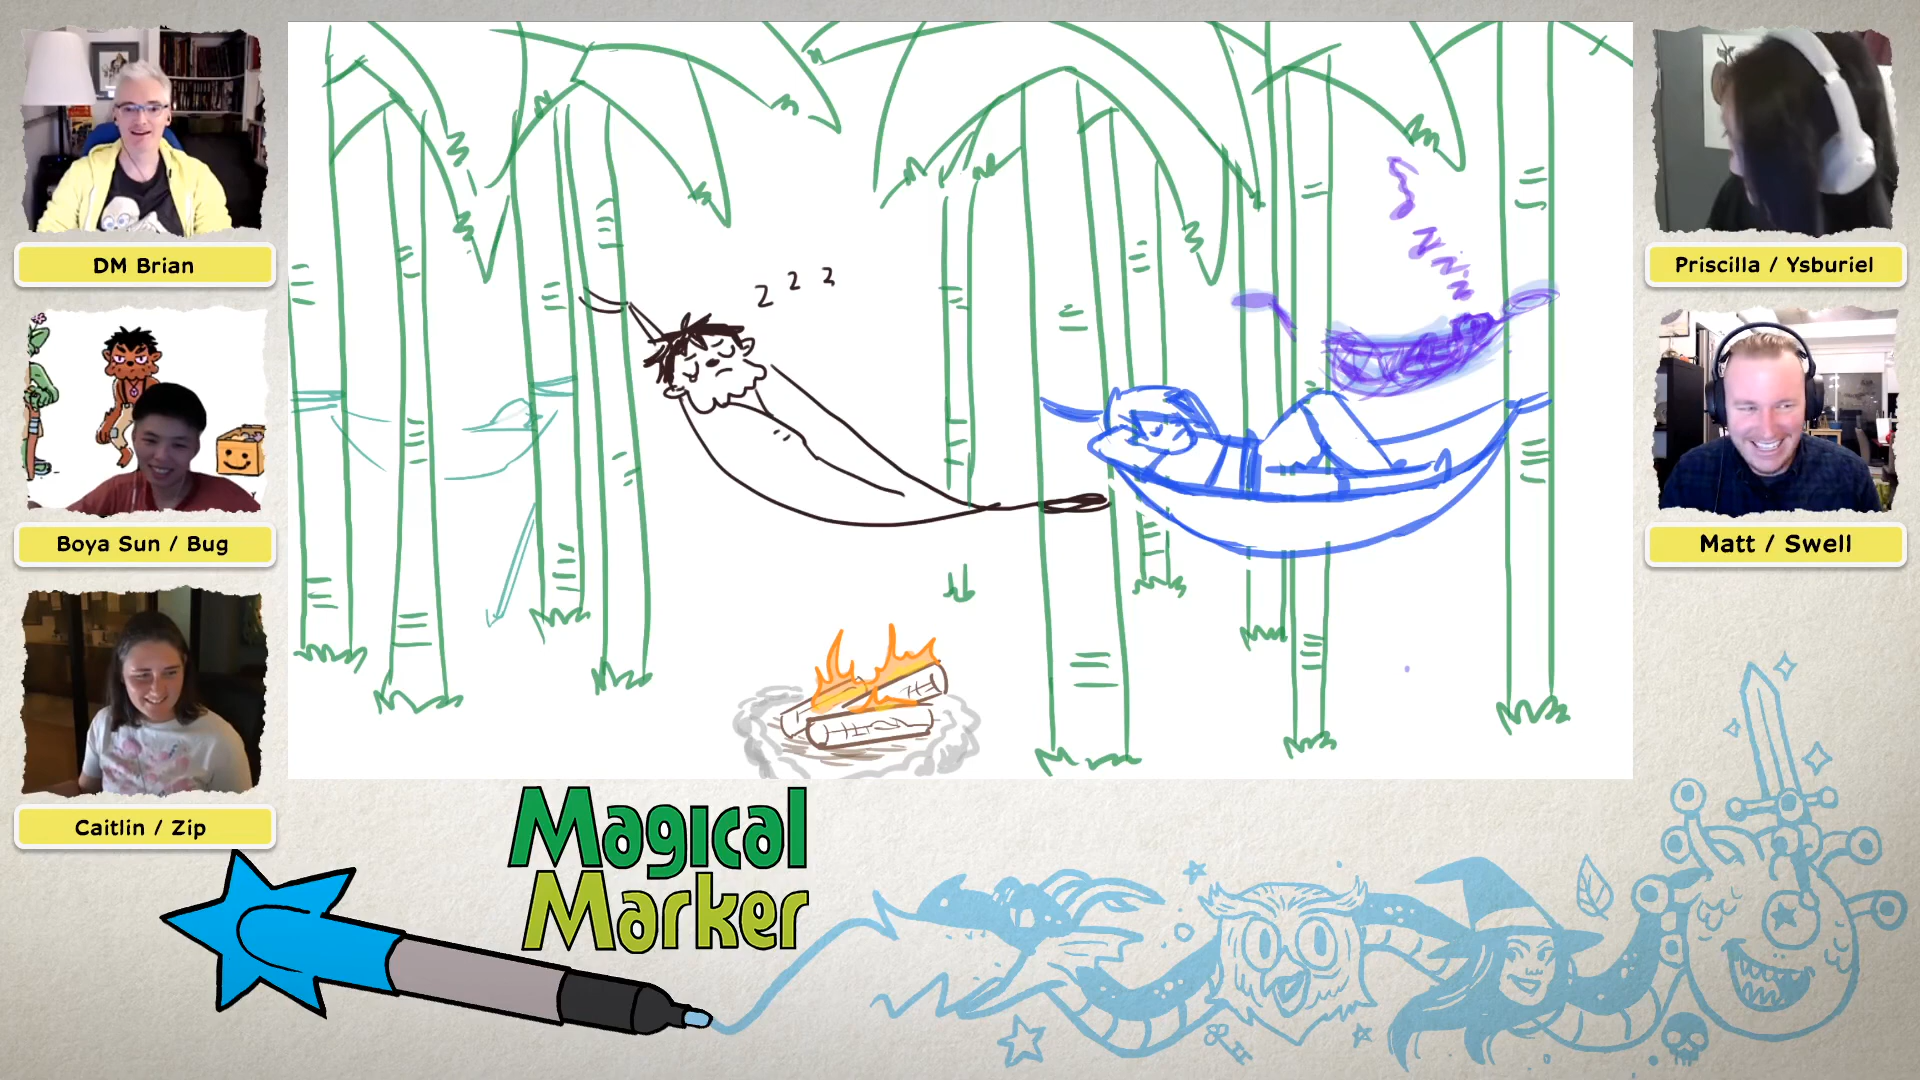 DM Brian
Priscilla / Ysburiel
z z z
z z z z
Boya Sun / Bug
Matt / Swell
Caitlin / Zip
Magical
Marker